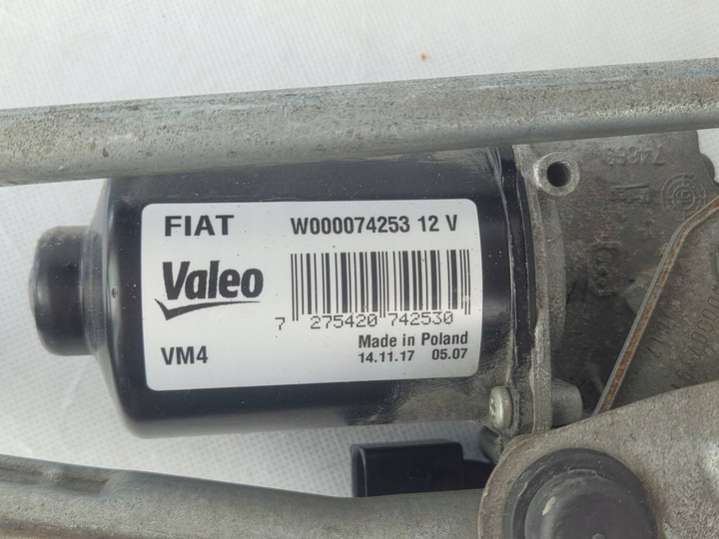 FIAT
W000074253 12 V
Valeo
7 275420 742530
VM4
Made in Poland
14.11.17 05.07